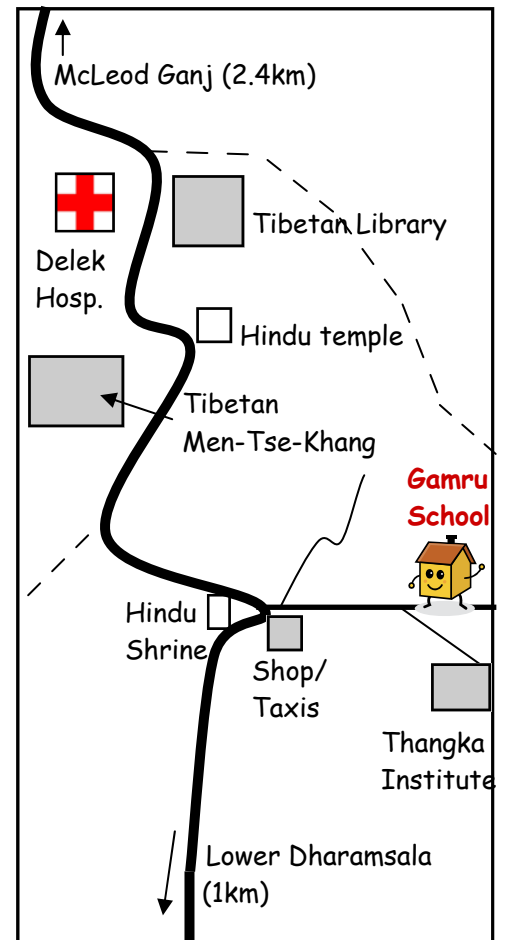 McLeod Ganj (2.4km)
Tibetan Library
Delek
Hosp.
Hindu temple
Tibetan
Men-Tse-Khang
Gamru
School
Hindu
Shrine
Shop/
Taxis
Thangka
Institute
Lower Dharamsala
(1km)